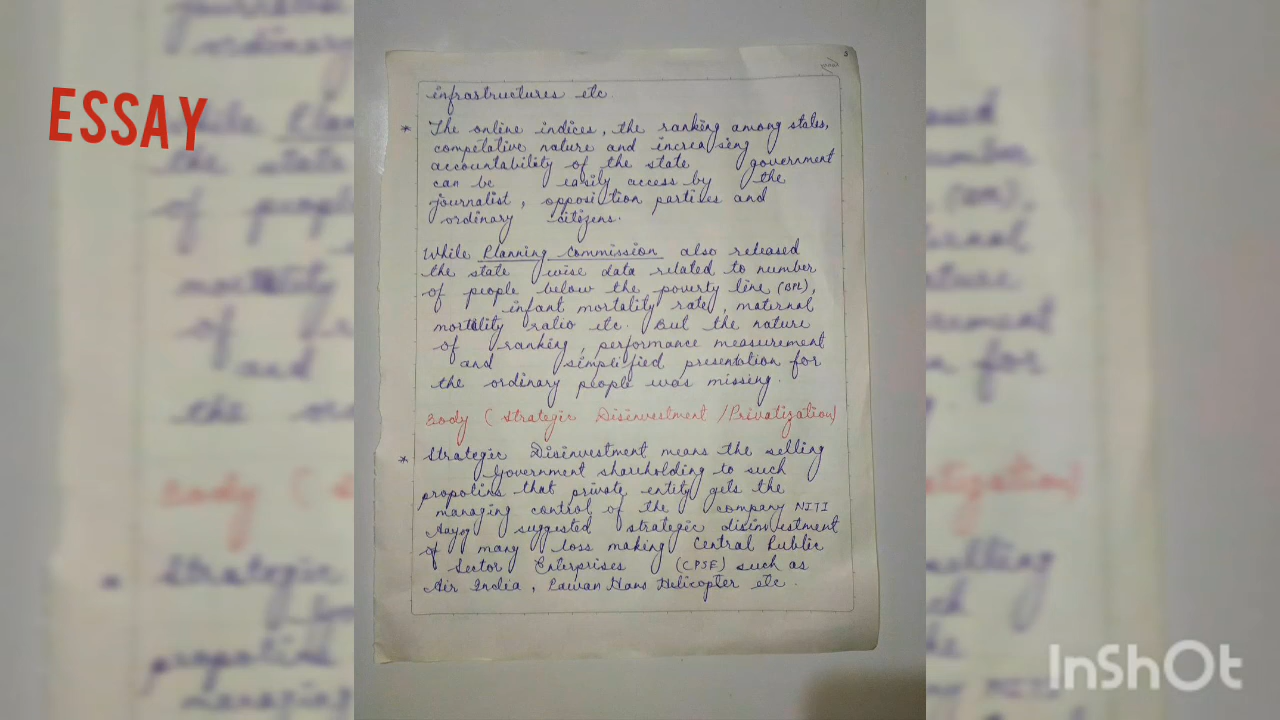 ESSAY
infrastructures etc
* The online indices, the ranking among states,
competative nature and increasing
accountability of the state government
can be easily access by the
journalist, opposition parties and
ordinary citizens.
While Planning Commission also released
the state wise data related to number
of people below the poverty line (BPL),
infant mortality rate, maternal
mortality ratio etc. But the nature
of ranking, performance measurement
and simplified presentation for
the ordinary people was missing.
Body (Strategic Disinvestment / Privatization)
* Strategic Disinvestment means the selling
Government shareholding to such
that private entity gets the
managing control of the company NITI
Aayog suggested strategic disinvestment
of many loss making Central Public
Sector Enterprises (CPSE) such as
Air India, Pawan Hans Helicopter etc.
InShOt